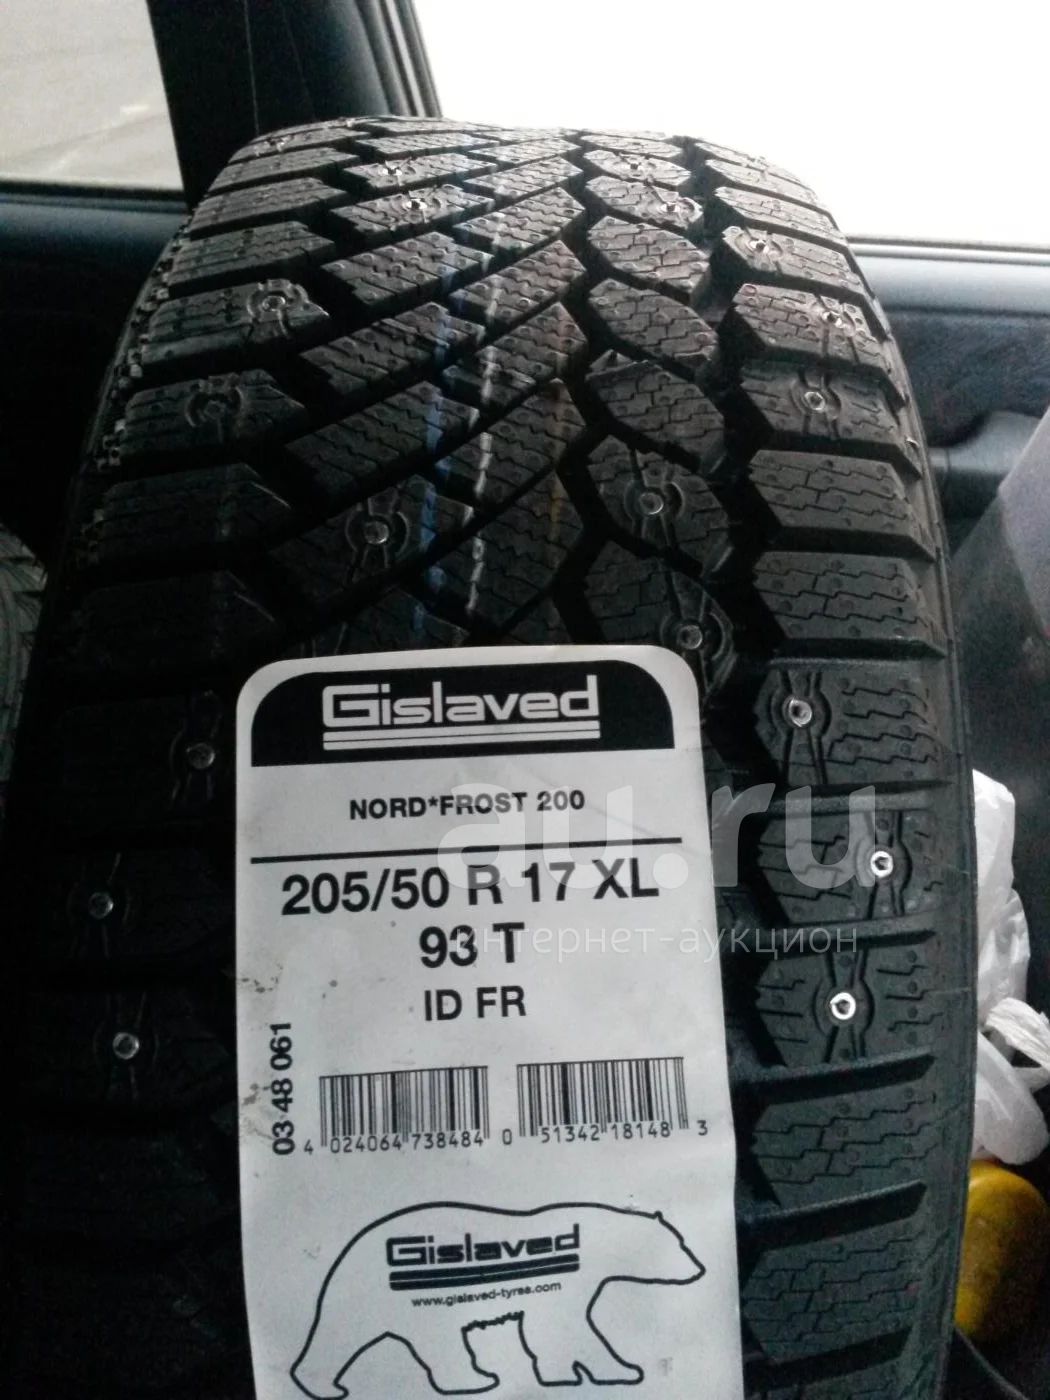 Gislaved
NORD*FROST 200
au.ru
205/50 R 17 XL
93 T
интернет-аукцион
ID FR
03 48 061
4 024064 738484
0 51342 18148 3
Gislaved
www.gislaved-tyres.com